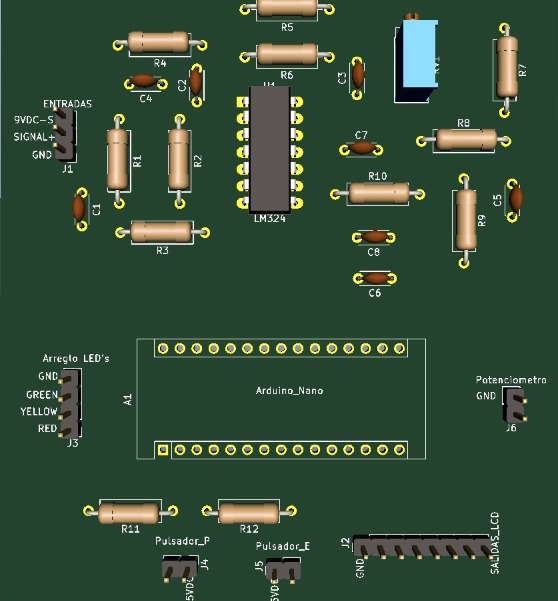 R5
R4
R6
C4
C2
C3
RV1
R7
U1
ENTRADAS
9VDC-S
SIGNAL+
GND
J1
R1
R2
C7
R8
R10
C1
LM324
R3
C8
R9
C5
C6
Arreglo LED's
GND
GREEN
YELLOW
RED
J3
A1
Arduino_Nano
Potenciometro
GND
J6
R11
R12
Pulsador_P
J4
5VDC
Pulsador_E
J5
5VDC
J2
GND
SALIDAS_LCD